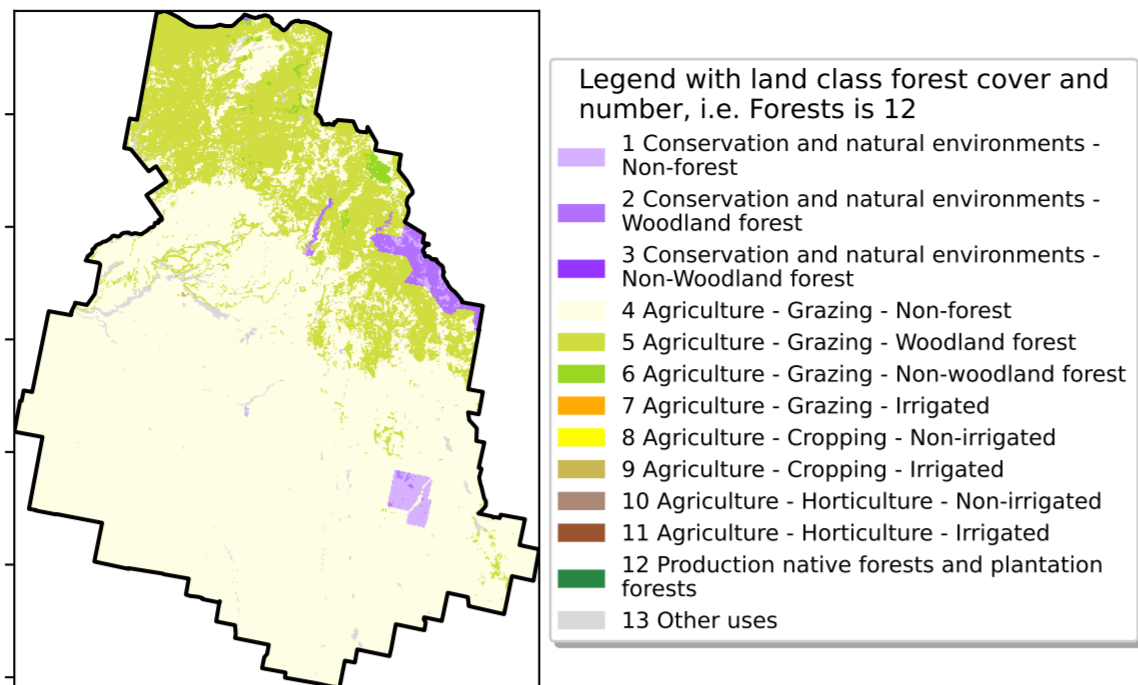 Legend with land class forest cover and
number, i.e. Forests is 12
1 Conservation and natural environments -
Non-forest
2 Conservation and natural environments -
Woodland forest
3 Conservation and natural environments -
Non-Woodland forest
4 Agriculture - Grazing - Non-forest
5 Agriculture - Grazing - Woodland forest
6 Agriculture - Grazing - Non-woodland forest
7 Agriculture - Grazing - Irrigated
8 Agriculture - Cropping - Non-irrigated
9 Agriculture - Cropping - Irrigated
10 Agriculture - Horticulture - Non-irrigated
11 Agriculture - Horticulture - Irrigated
12 Production native forests and plantation
forests
13 Other uses